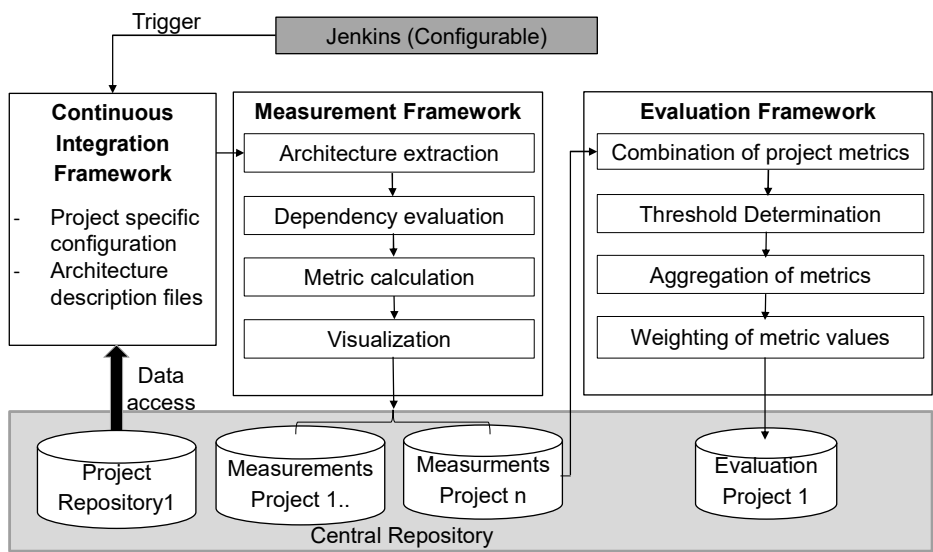 Trigger
Jenkins (Configurable)
Continuous
Integration
Framework
- Project specific
configuration
- Architecture
description files
Measurement Framework
Architecture extraction
Dependency evaluation
Metric calculation
Visualization
Evaluation Framework
Combination of project metrics
Threshold Determination
Aggregation of metrics
Weighting of metric values
Data
access
Project
Repository1
Measurements
Project 1..
Measurments
Project n
Evaluation
Project 1
Central Repository